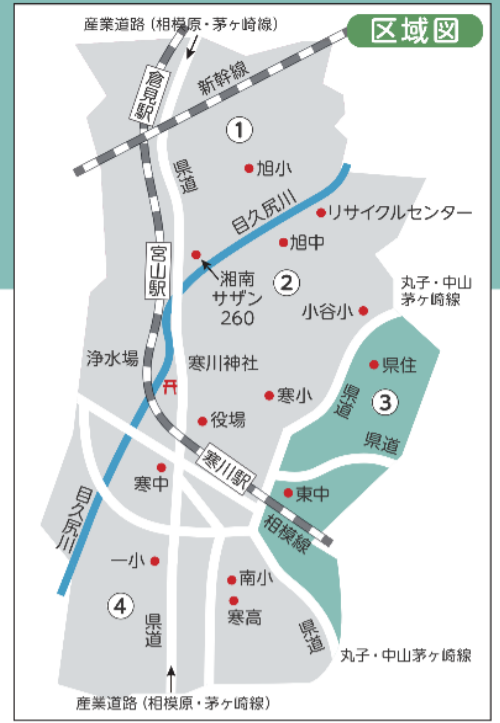 産業道路（相模原・茅ヶ崎線）
区域図
倉見駅
新幹線
①
県道
旭小
目久尻川
リサイクルセンター
旭中
宮山駅
湘南
サザン
260
②
丸子・中山
茅ヶ崎線
小谷小
浄水場
寒川神社
県住
県道
③
寒小
役場
県道
寒川駅
寒中
東中
目久尻川
相模線
一小
南小
④
寒高
県道
県道
丸子・中山茅ヶ崎線
産業道路（相模原・茅ヶ崎線）